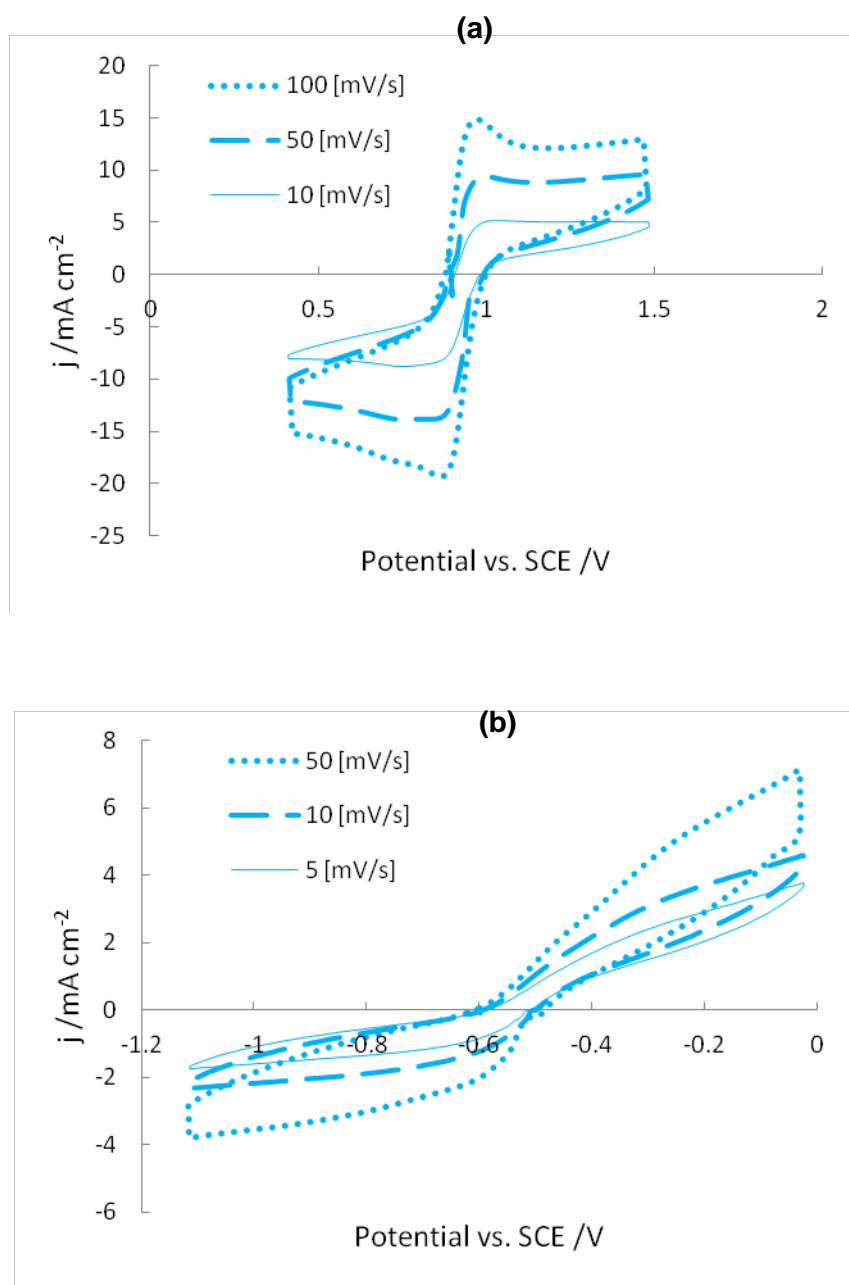 (a)
20
100 [mV/s]
15
50 [mV/s]
10
10 [mV/s]
5
0
0 0.5 1 1.5 2
-5
-10
-15
-20
-25
j /mA cm-2
Potential vs. SCE /V
(b)
8
50 [mV/s]
6
10 [mV/s]
4
5 [mV/s]
2
0
-1.2 -1 -0.8 -0.6 -0.4 -0.2 0
-2
-4
-6
j /mA cm-2
Potential vs. SCE /V